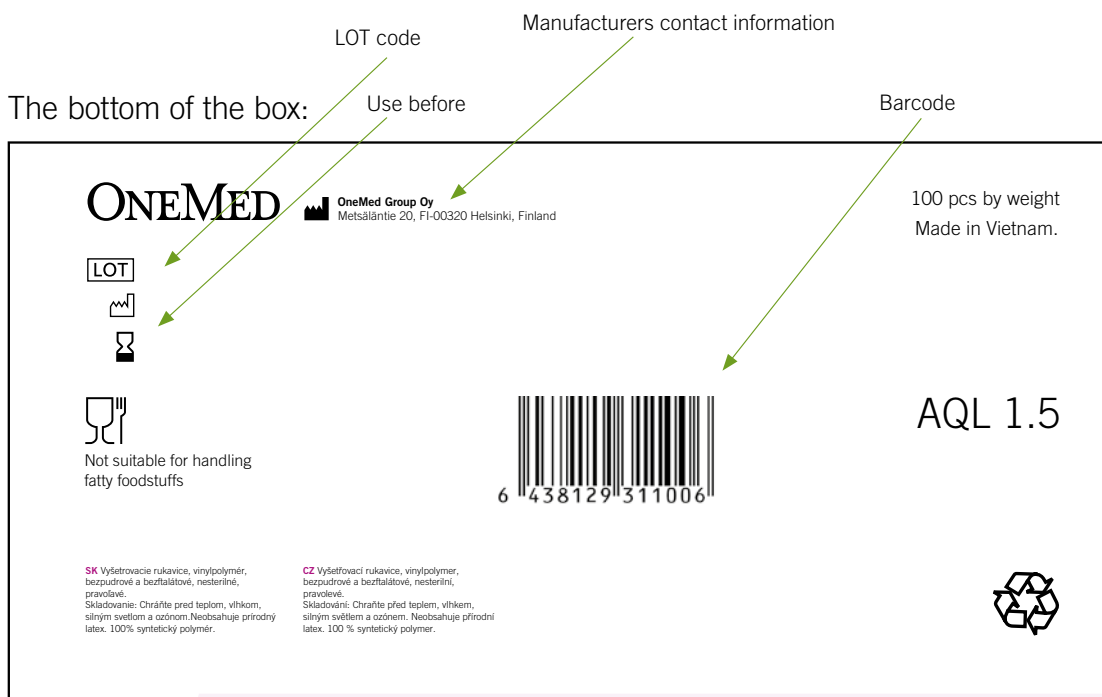 Manufacturers contact information
LOT code
The bottom of the box:
Use before
Barcode
ONEMED
OneMed Group Oy
Metsäläntie 20, FI-00320 Helsinki, Finland
100 pcs by weight
Made in Vietnam.
LOT
AQL 1.5
Not suitable for handling
fatty foodstuffs
6 438129 311006
SK Vyšetrovacie rukavice, vinylpolymér,
bezpudrové a bezftalátové, nesterilné,
pravoľavé.
Skladovanie: Chráňte pred teplom, vlhkom,
silným svetlom a ozónom.Neobsahuje prírodný
latex. 100% syntetický polymér.
CZ Vyšetřovací rukavice, vinylpolymer,
bezpudrové a bezftalátové, nesterilní,
pravolevé.
Skladování: Chraňte před teplem, vlhkem,
silným světlem a ozónem. Neobsahuje přírodní
latex. 100 % syntetický polymer.